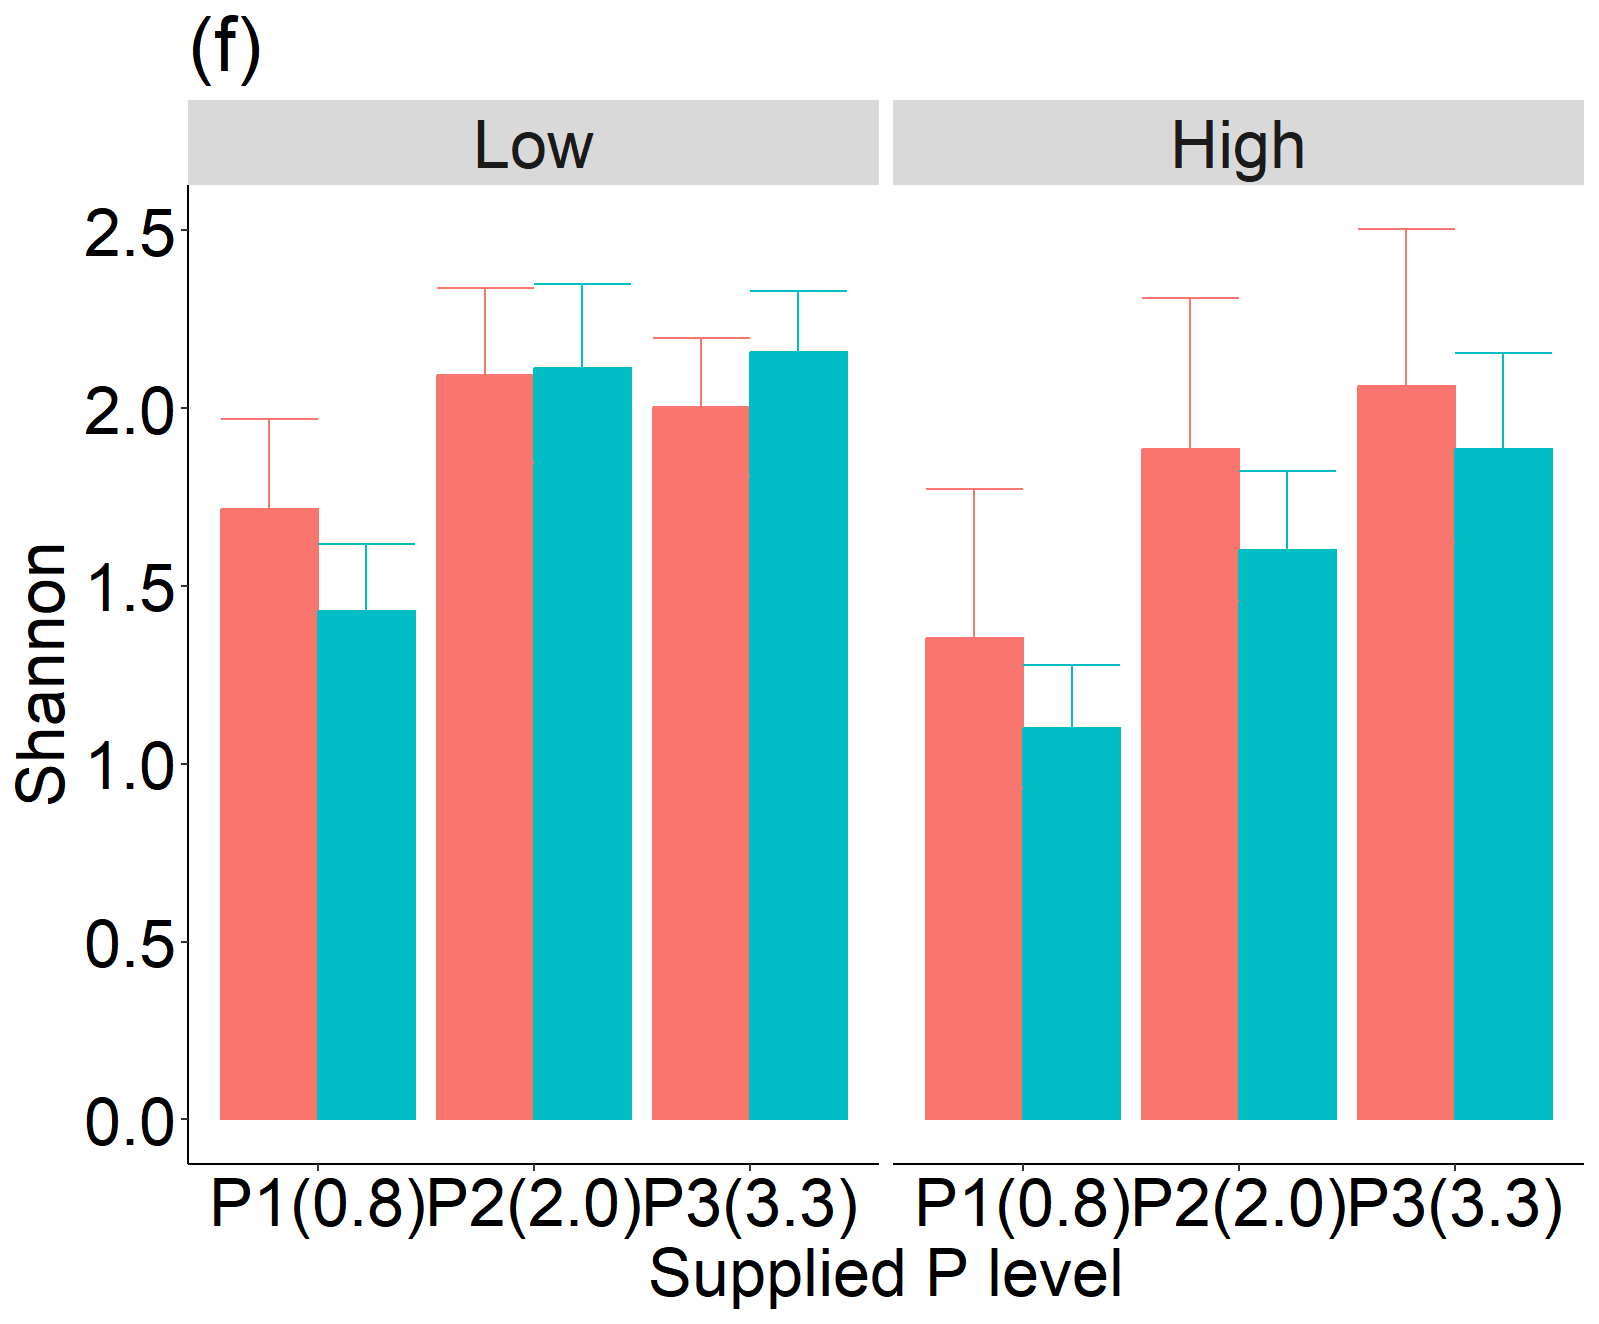 (f)
Low
High
2.5
2.0
1.5
1.0
0.5
0.0
Shannon
P1(0.8) P2(2.0) P3(3.3)
P1(0.8) P2(2.0) P3(3.3)
Supplied P level